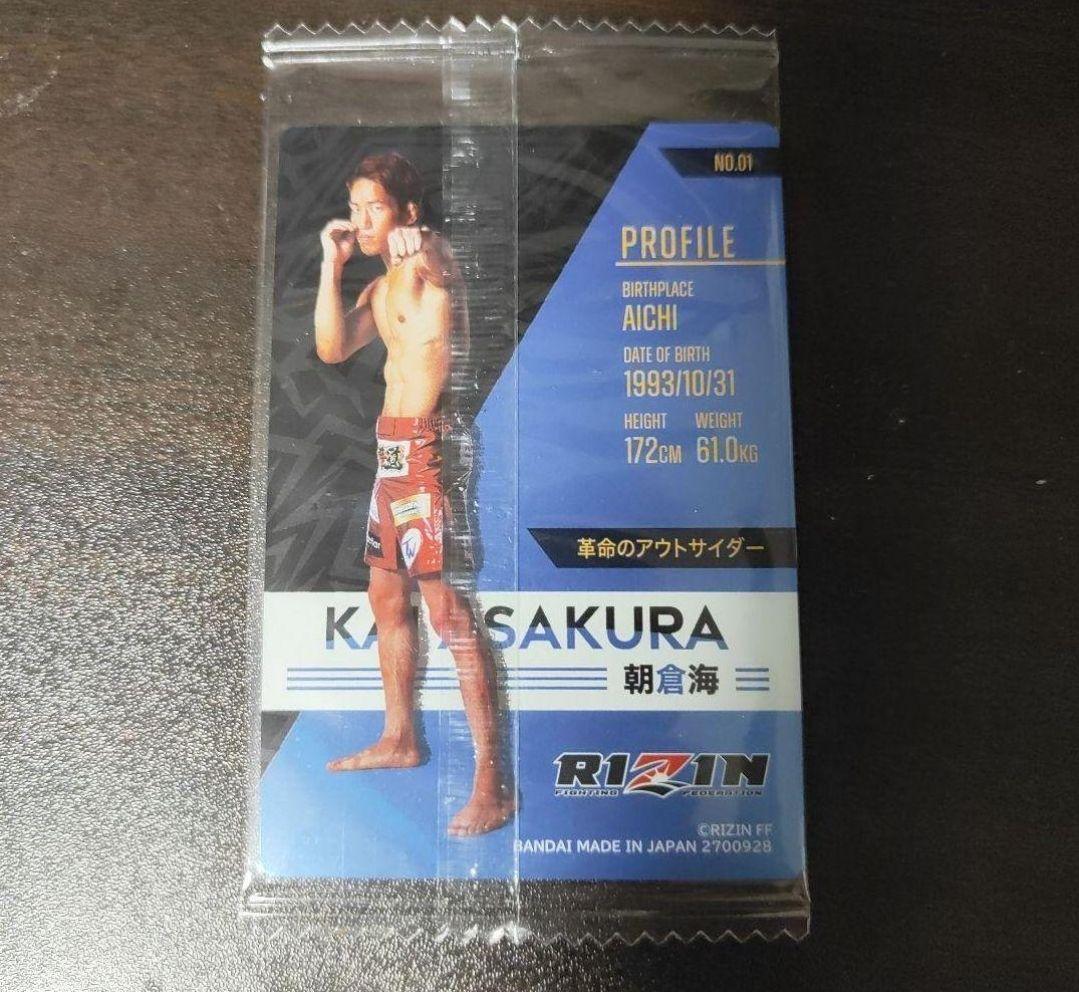 NO.01
PROFILE
BIRTHPLACE
AICHI
DATE OF BIRTH
1993/10/31
HEIGHT WEIGHT
172CM 61.0KG
革命のアウトサイダー
KAI ASAKURA
朝倉海
RIZIN
FIGHTING FEDERATION
©RIZIN FF
BANDAI MADE IN JAPAN 2700928